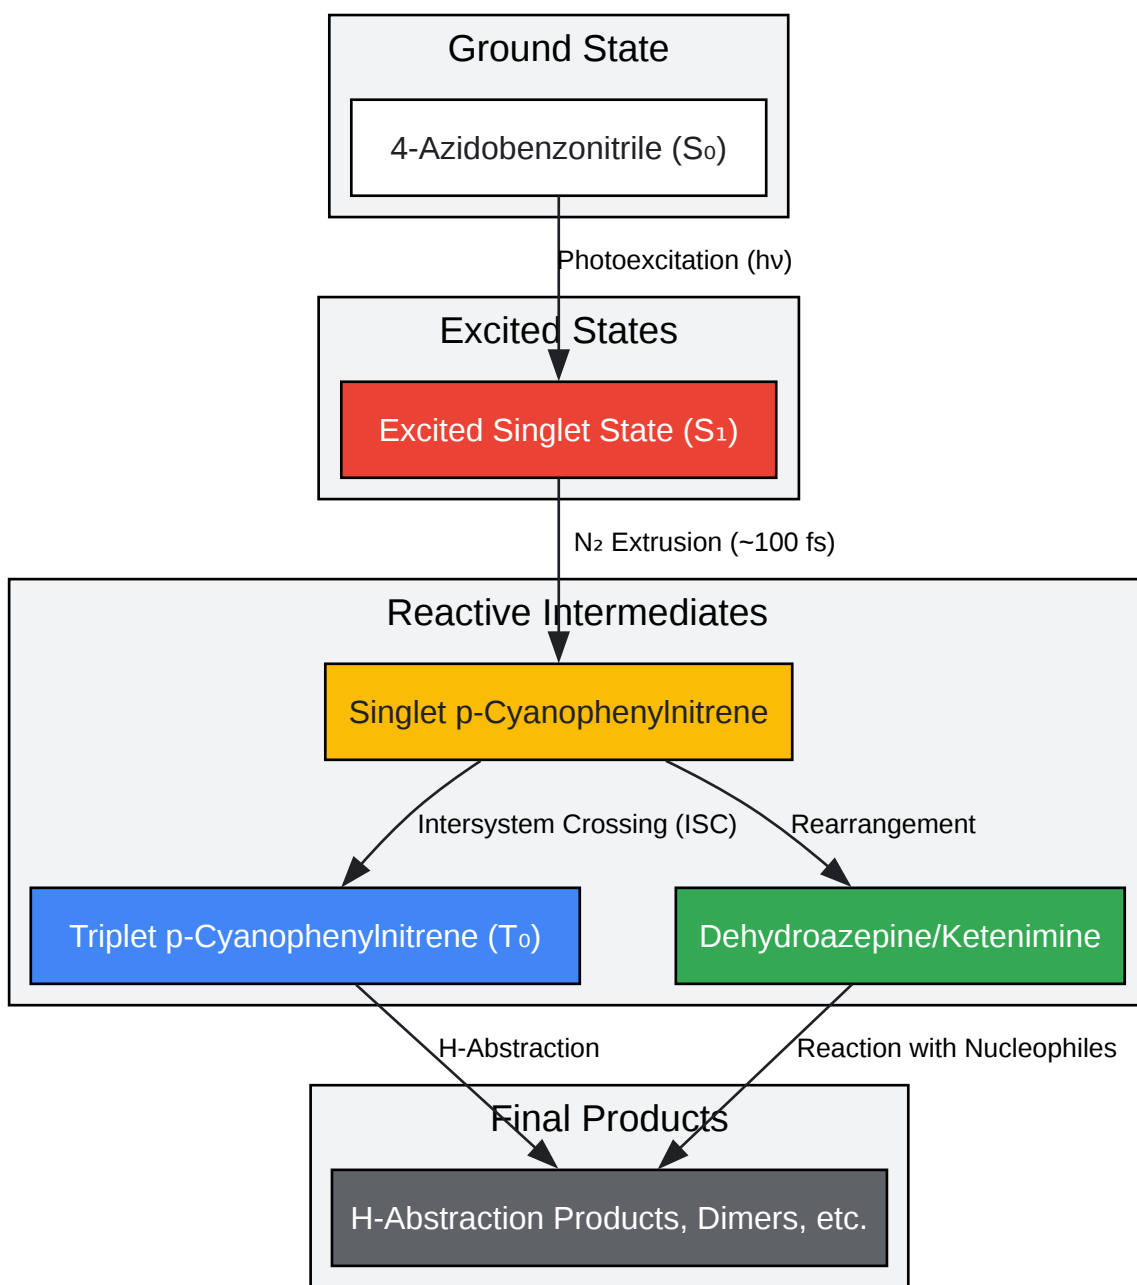 Ground State
4-Azidobenzonitrile (S₀)
Photoexcitation (hν)
Excited States
Excited Singlet State (S₁)
N₂ Extrusion (~100 fs)
Reactive Intermediates
Singlet p-Cyanophenylnitrene
Intersystem Crossing (ISC)
Rearrangement
Triplet p-Cyanophenylnitrene (T₀)
Dehydroazepine/Ketenimine
H-Abstraction
Reaction with Nucleophiles
Final Products
H-Abstraction Products, Dimers, etc.